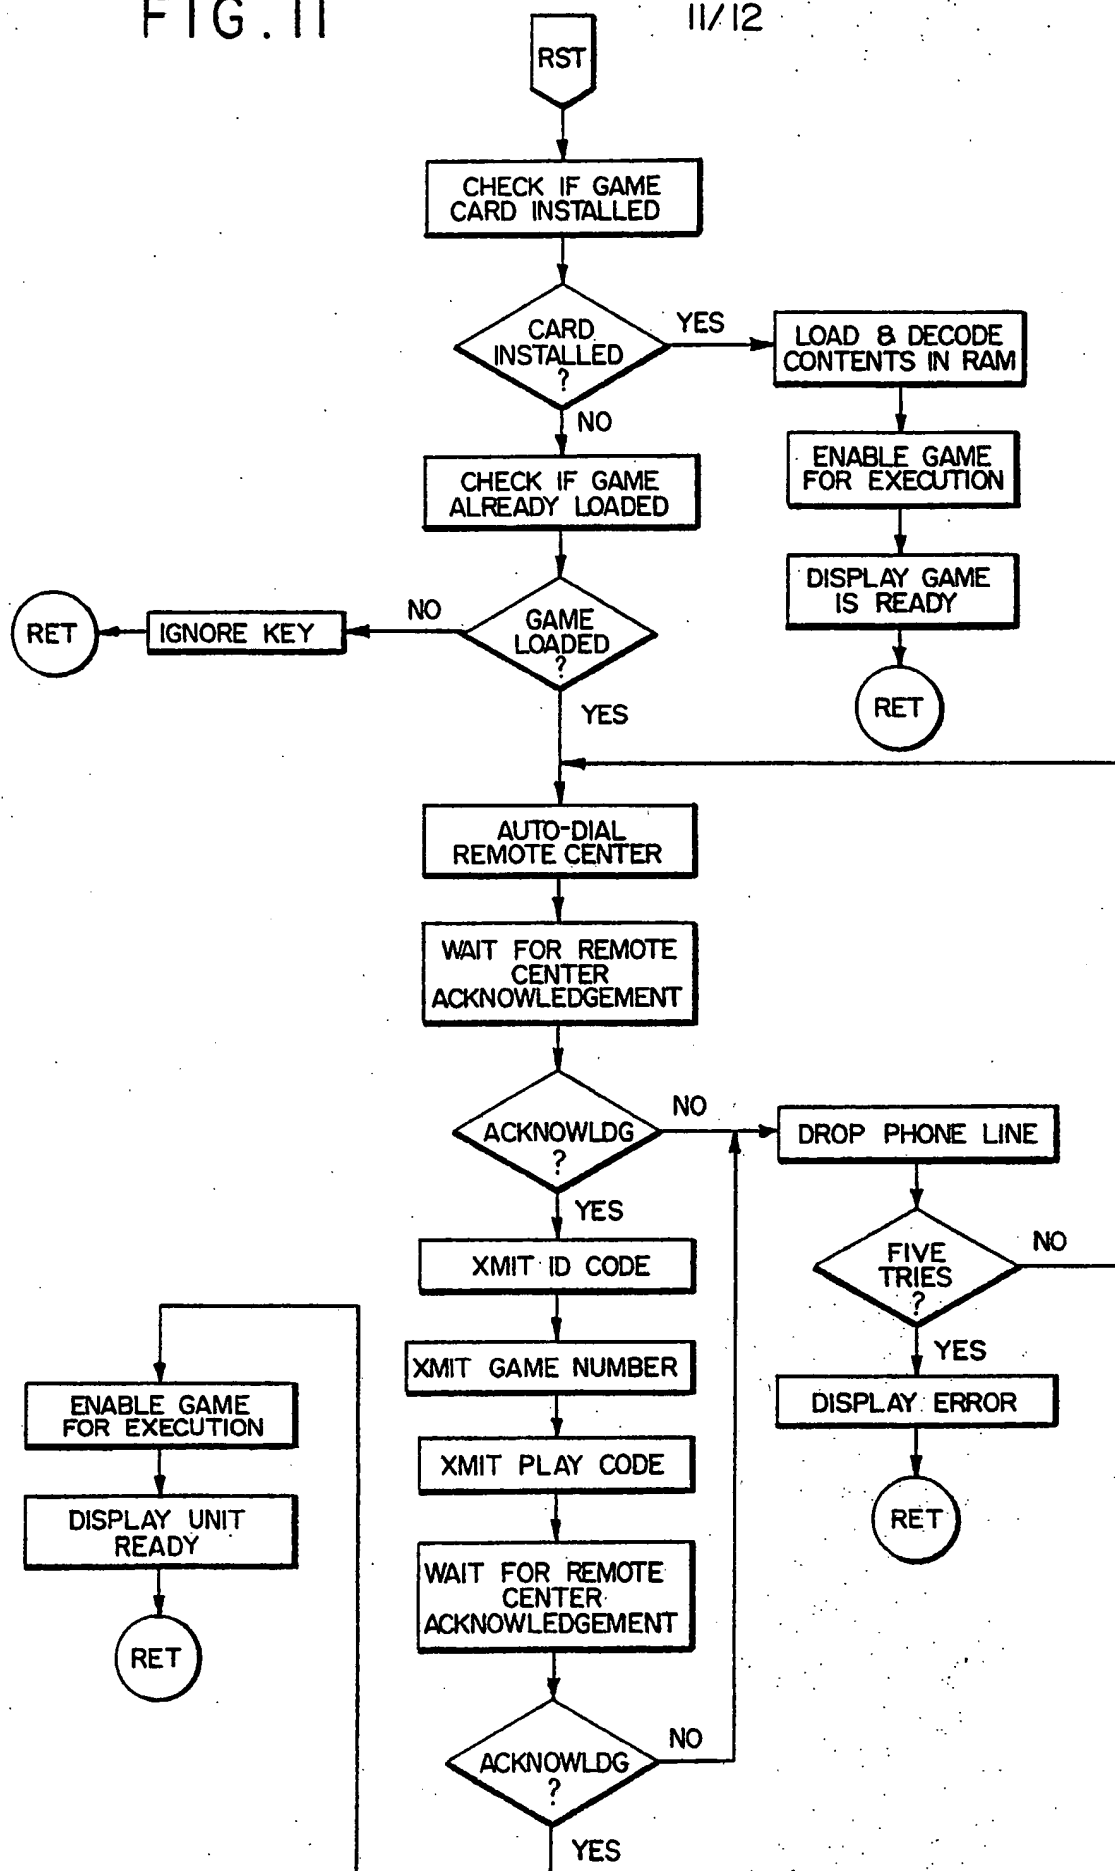 FIG. 11
11/12
RST
CHECK IF GAME
CARD INSTALLED
CARD
INSTALLED
?
YES
LOAD & DECODE
CONTENTS IN RAM
NO
ENABLE GAME
FOR EXECUTION
CHECK IF GAME
ALREADY LOADED
DISPLAY GAME
IS READY
RET
IGNORE KEY
NO
GAME
LOADED
?
RET
YES
AUTO-DIAL
REMOTE CENTER
WAIT FOR REMOTE
CENTER
ACKNOWLEDGEMENT
ACKNOWLDG
?
NO
DROP PHONE LINE
YES
FIVE
TRIES
?
NO
XMIT ID CODE
YES
XMIT GAME NUMBER
DISPLAY ERROR
ENABLE GAME
FOR EXECUTION
XMIT PLAY CODE
RET
DISPLAY UNIT
READY
WAIT FOR REMOTE
CENTER
ACKNOWLEDGEMENT
RET
ACKNOWLDG
?
NO
YES